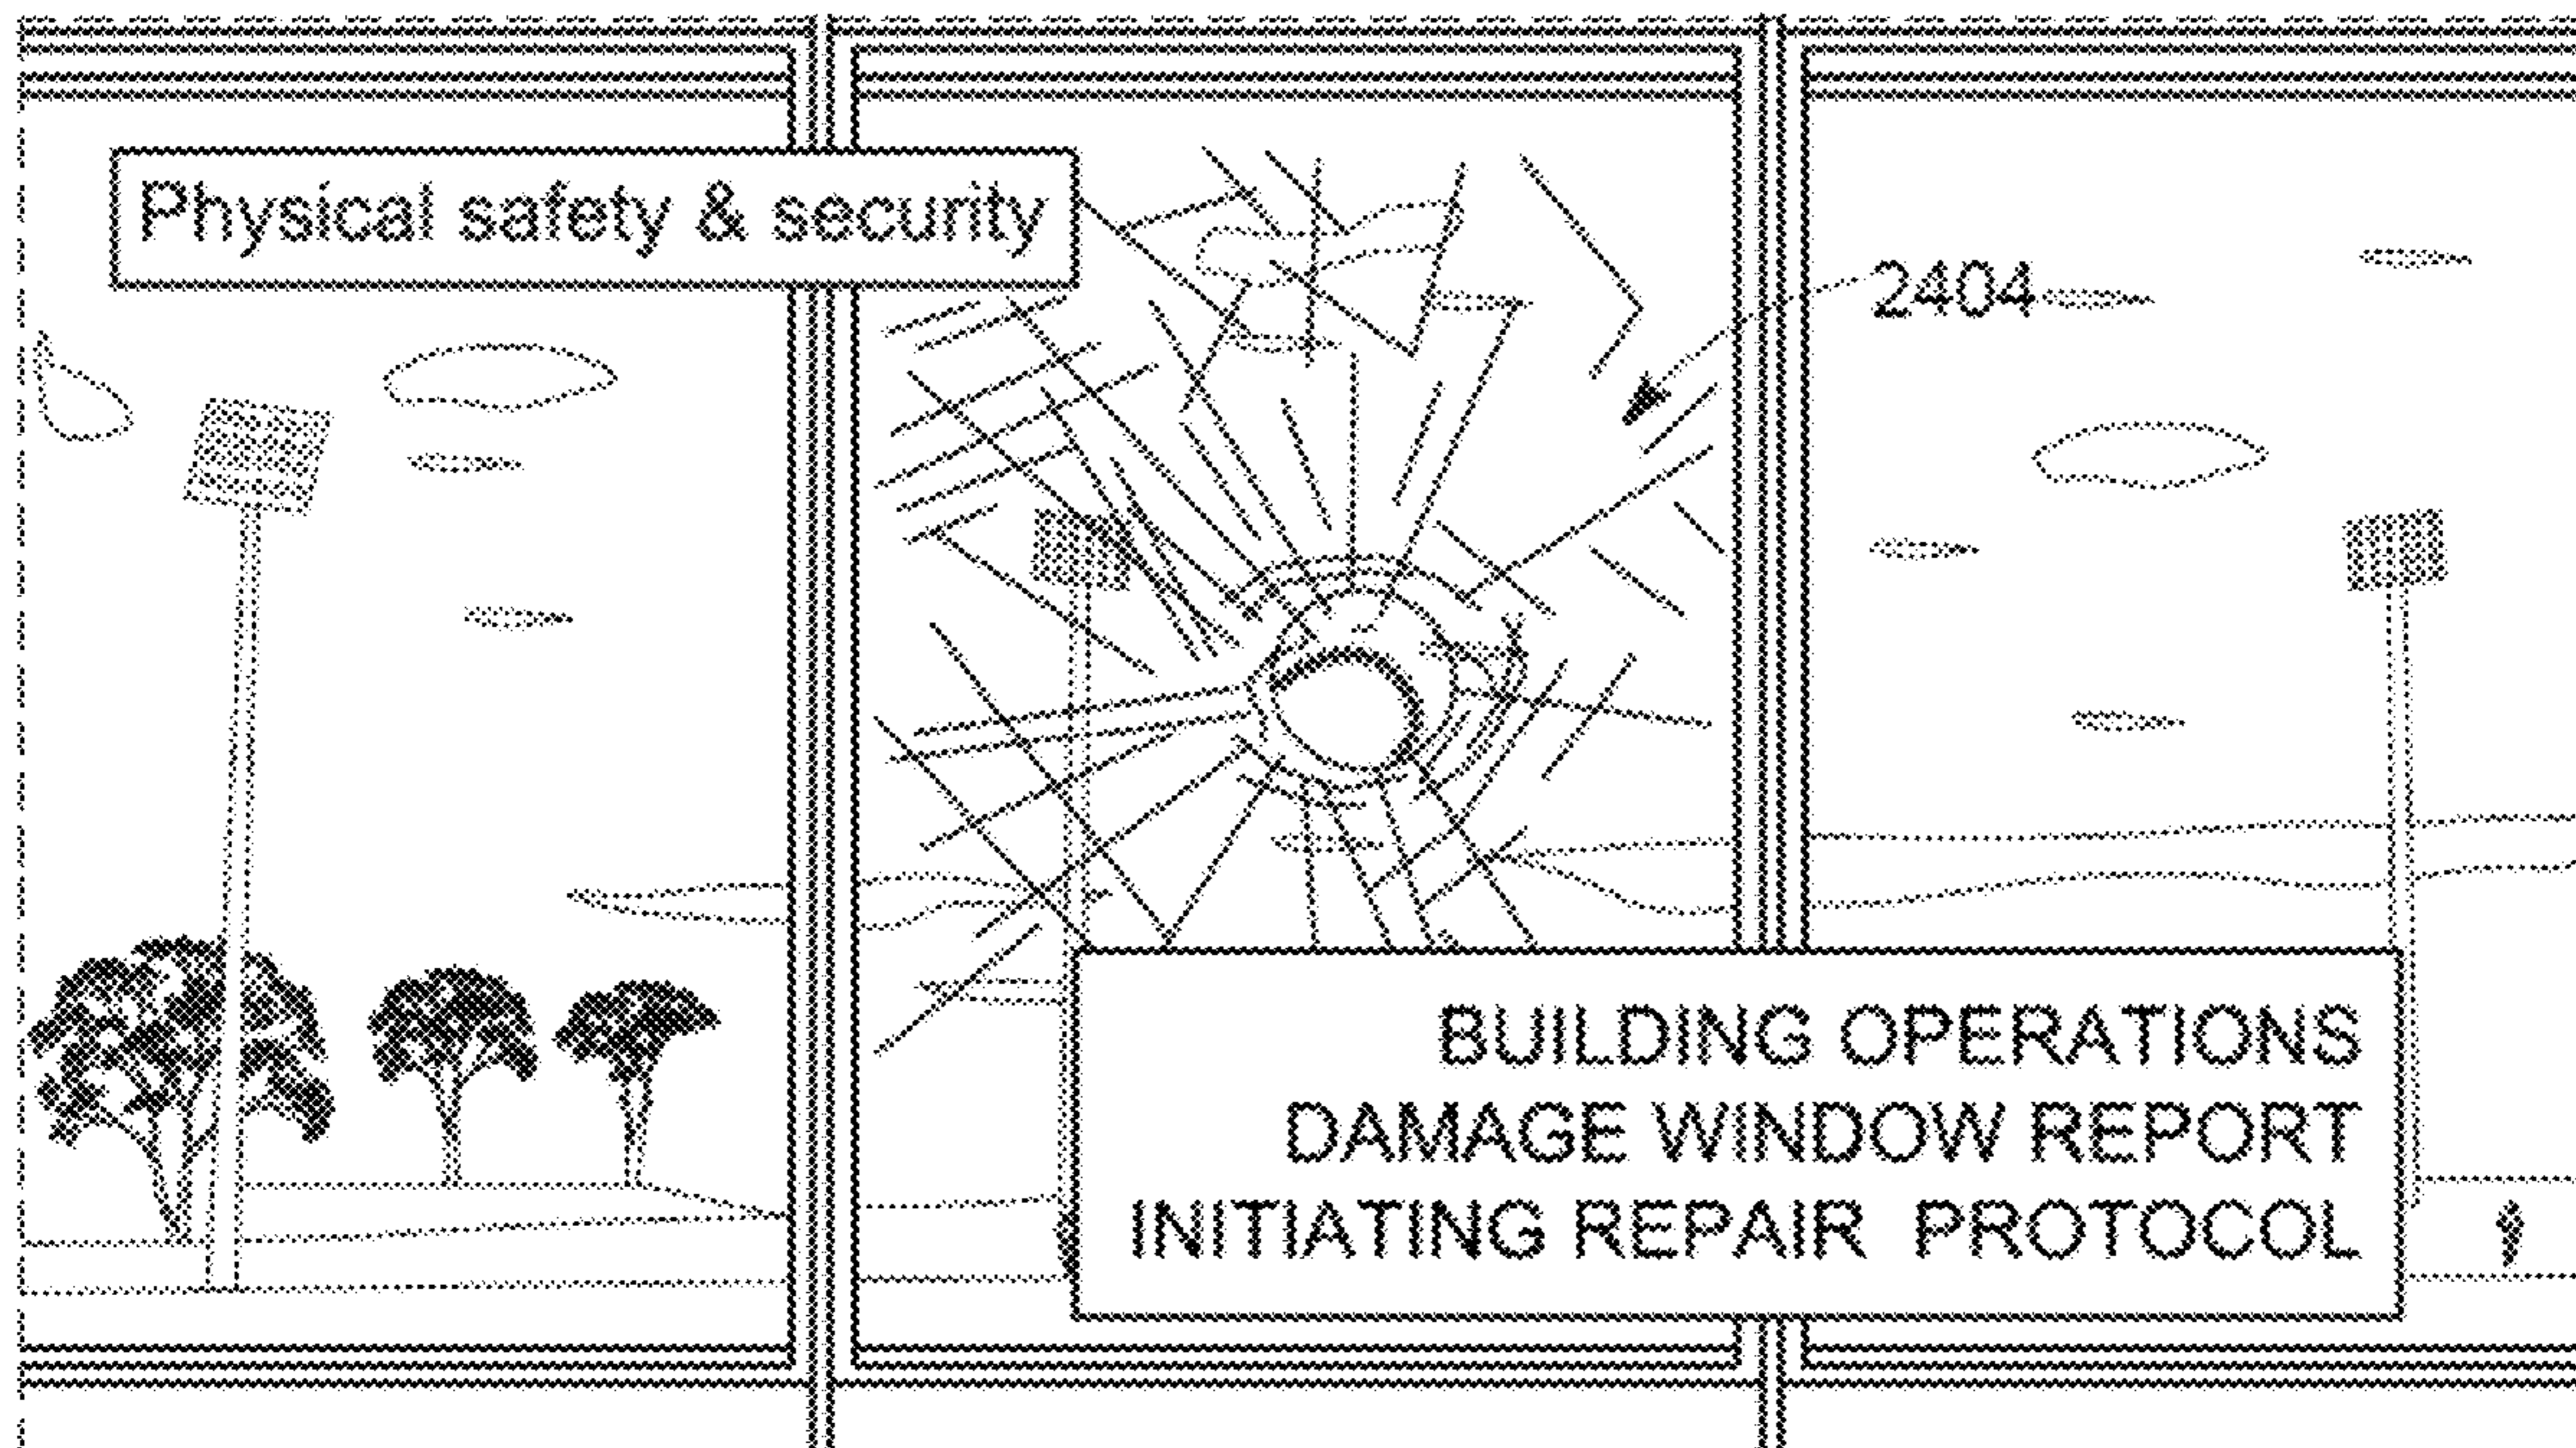 Physical safety & security
2404
BUILDING OPERATIONS
DAMAGE WINDOW REPORT
INITIATING REPAIR PROTOCOL